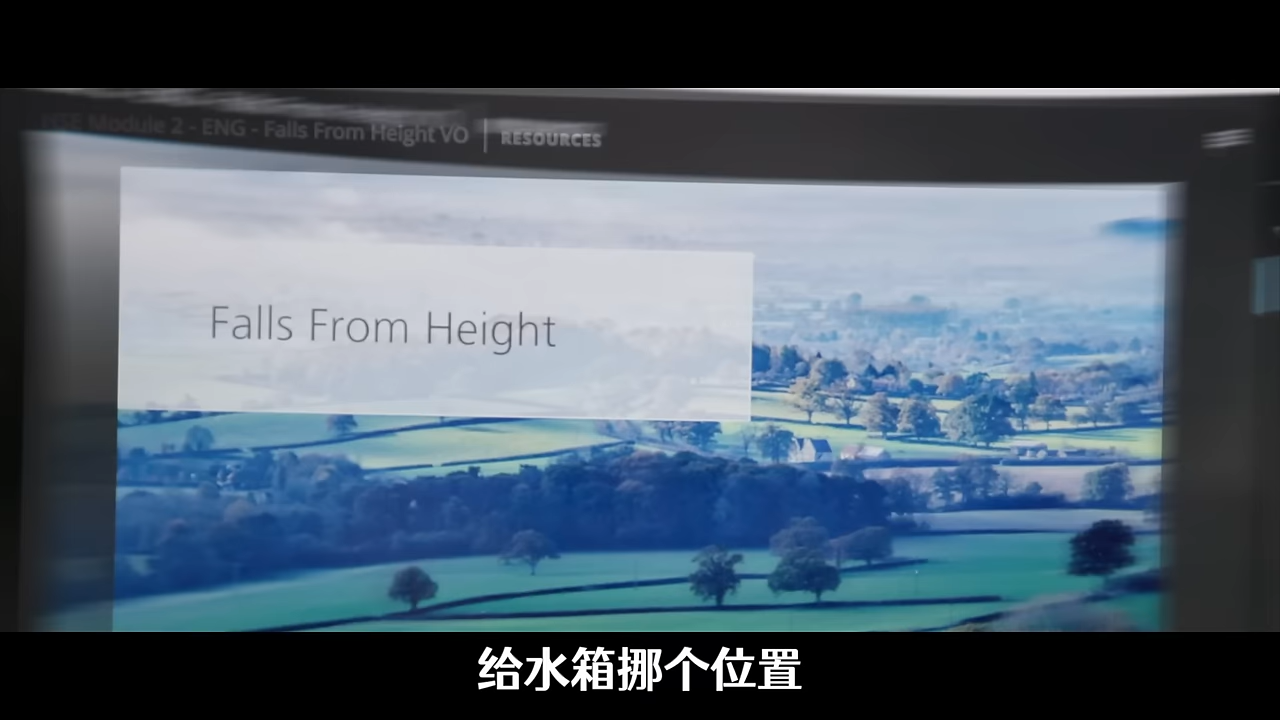 Module 2 - ENG - Falls From Height VO RESOURCES
Falls From Height
给水箱挪个位置